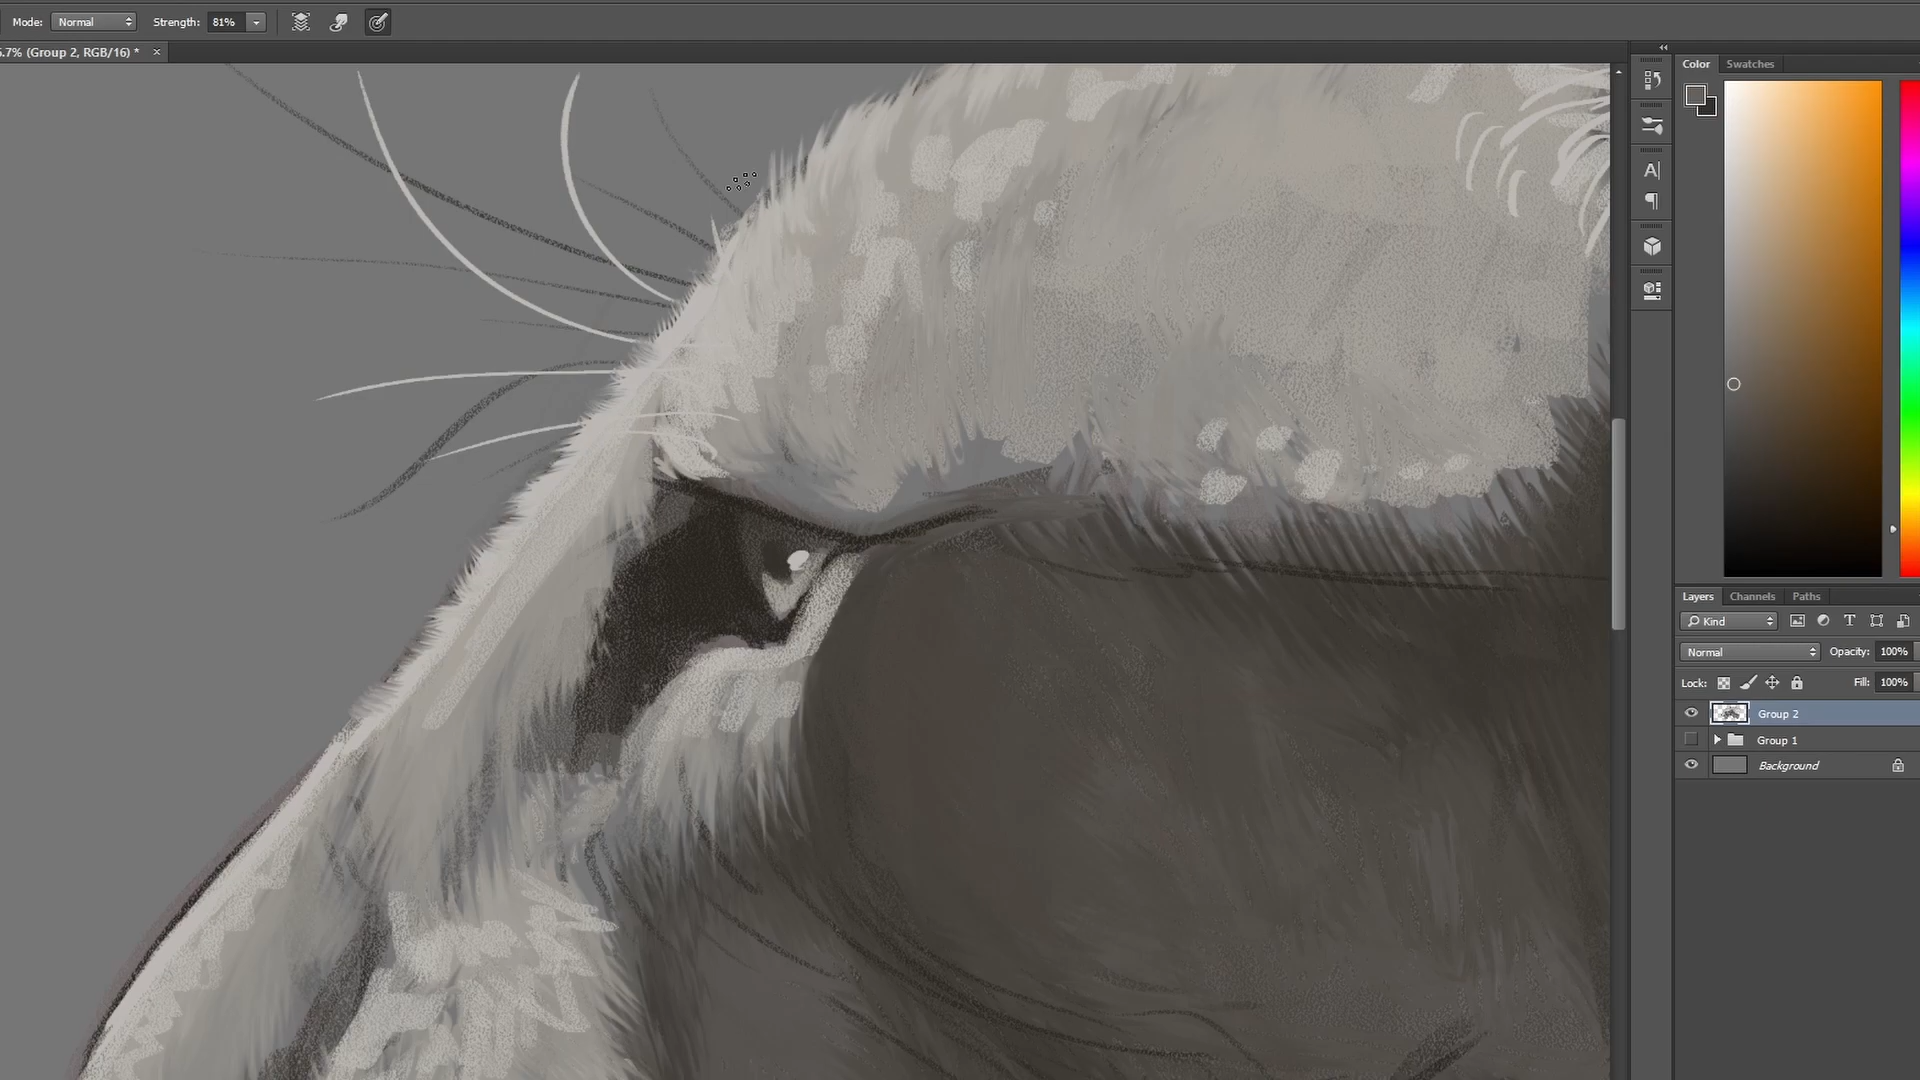 Mode: Normal Strength: 81%
5.7% (Group 2, RGB/16) * ×
Color Swatches
Layers Channels Paths
Kind
Normal Opacity: 100%
Lock: Fill: 100%
Group 2
Group 1
Background